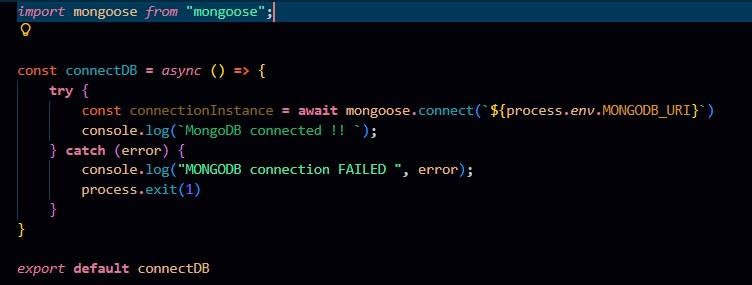 import mongoose from "mongoose";
const connectDB = async () => {
    try {
        const connectionInstance = await mongoose.connect(`${process.env.MONGODB_URI}`)
        console.log(`MongoDB connected !! `);
    } catch (error) {
        console.log("MONGODB connection FAILED ", error);
        process.exit(1)
    }
}
export default connectDB